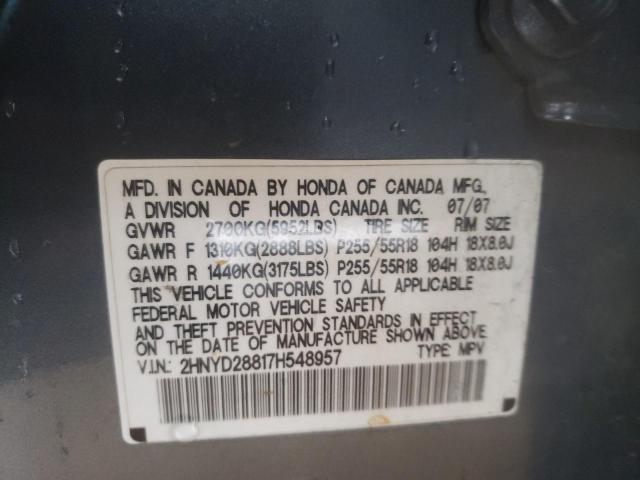 MFD. IN CANADA BY HONDA OF CANADA MFG.,
A DIVISION OF HONDA CANADA INC. 07/07
GVWR 2700KG(5952LBS) TIRE SIZE RIM SIZE
GAWR F 1310KG(2888LBS) P255/55R18 104H 18X8.0J
GAWR R 1440KG(3175LBS) P255/55R18 104H 18X8.0J
THIS VEHICLE CONFORMS TO ALL APPLICABLE
FEDERAL MOTOR VEHICLE SAFETY
AND THEFT PREVENTION STANDARDS IN EFFECT
ON THE DATE OF MANUFACTURE SHOWN ABOVE.
V.I.N.: 2HNYD28817H548957 TYPE: MPV